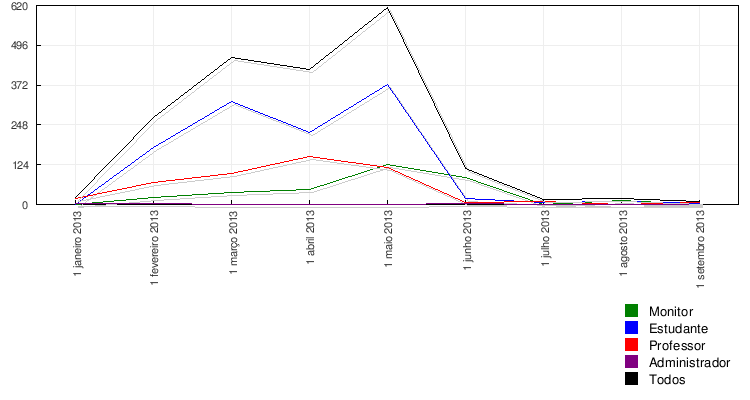 620
496
372
248
124
0
1 janeiro 2013
1 fevereiro 2013
1 março 2013
1 abril 2013
1 maio 2013
1 junho 2013
1 julho 2013
1 agosto 2013
1 setembro 2013
Monitor
Estudante
Professor
Administrador
Todos